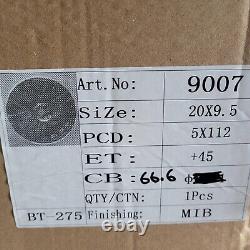 Art.No: 9007
SiZe: 20X9.5
PCD: 5X112
ET : +45
CB : 66.6 ϕ
QTY/CTN: 1Pcs
BT-275 Finishing: MIB